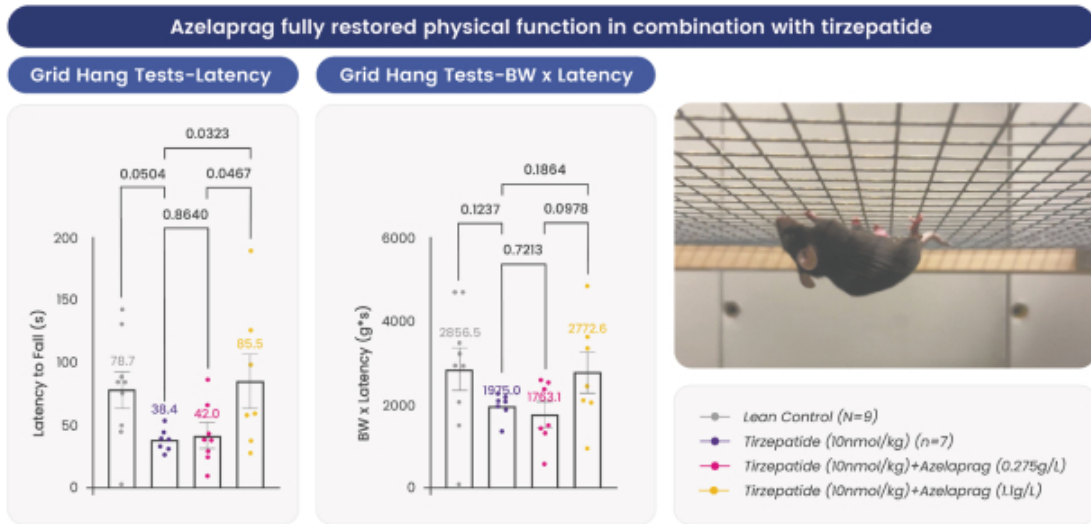 Azelaprag fully restored physical function in combination with tirzepatide
Grid Hang Tests-Latency
Grid Hang Tests-BW x Latency
0.0323
0.0504
0.0467
0.8640
200
150
100
50
0
Latency to Fall (s)
78.7
38.4
42.0
85.5
0.1864
0.1237
0.0978
0.7213
6000
4000
2000
0
BW x Latency (g*s)
2856.5
1975.0
1763.1
2772.6
Lean Control (N=9)
Tirzepatide (10nmol/kg) (n=7)
Tirzepatide (10nmol/kg)+Azelaprag (0.275g/L)
Tirzepatide (10nmol/kg)+Azelaprag (1.1g/L)